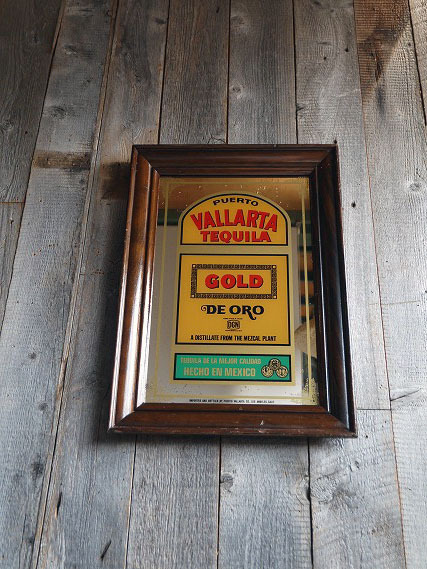 PUERTO
VALLARTA
TEQUILA
GOLD
DE ORO
DGN
A DISTILLATE FROM THE MEZCAL PLANT
TEQUILA DE LA MEJOR CALIDAD
HECHO EN MEXICO